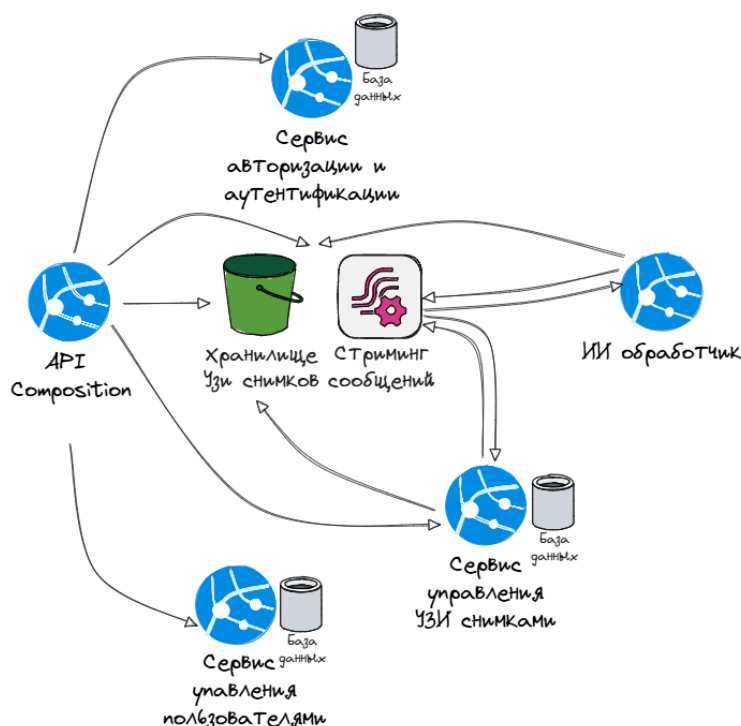 База
данных
Сервис
авторизации и
аутентификации
API
Composition
Хранилище
Узи снимков
Стриминг
сообщений
ИИ обработчик
База
данных
Сервис
управления
УЗИ снимками
База
данных
Сервис
упавления
пользователями